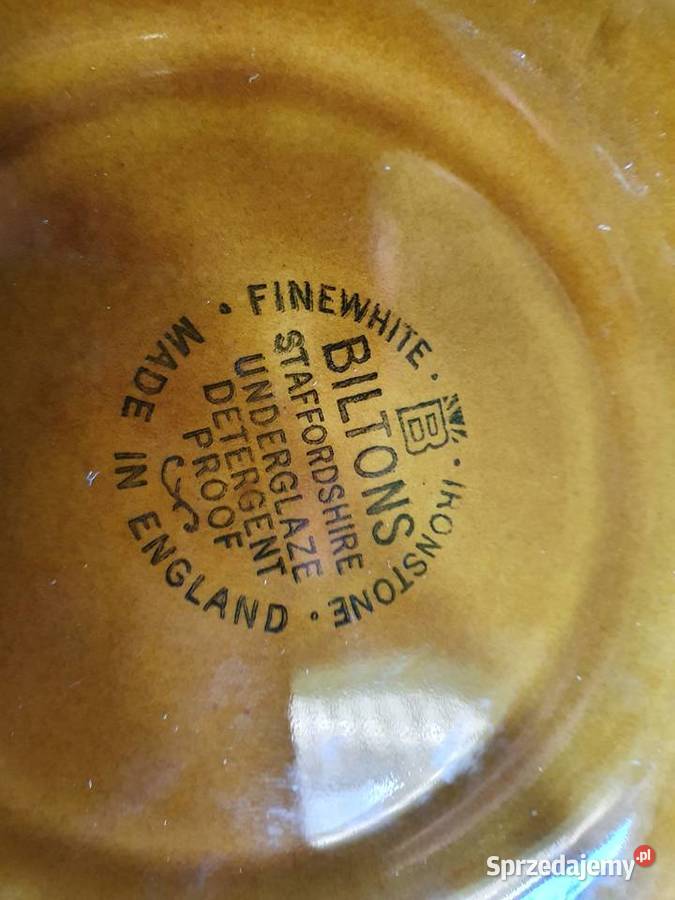 FINEWHITE · B · IRONSTONE
BILTONS
STAFFORDSHIRE
UNDERGLAZE
DETERGENT
PROOF
MADE IN ENGLAND
Sprzedajemy.pl